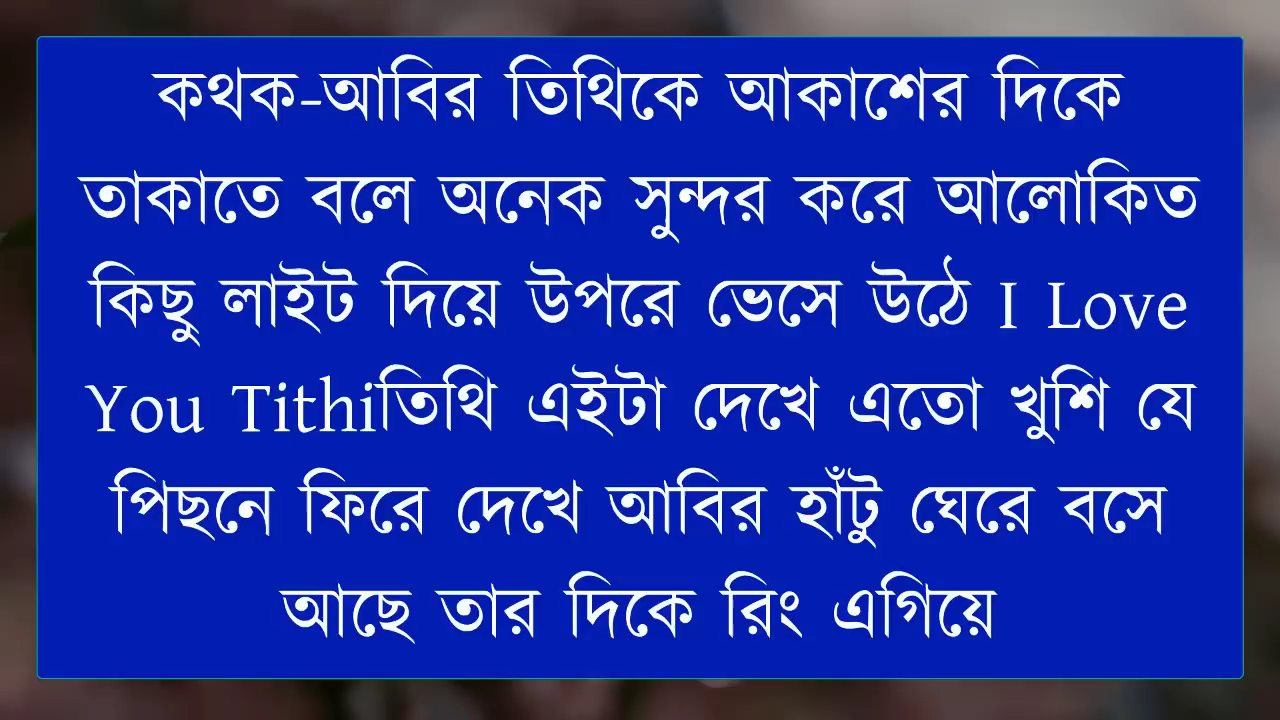 কথক-আবির তিথিকে আকাশের দিকে
তাকাতে বলে অনেক সুন্দর করে আলোকিত
কিছু লাইট দিয়ে উপরে ভেসে উঠে I Love
You Tithiতিথি এইটা দেখে এতো খুশি যে
পিছনে ফিরে দেখে আবির হাঁটু ঘেরে বসে
আছে তার দিকে রিং এগিয়ে